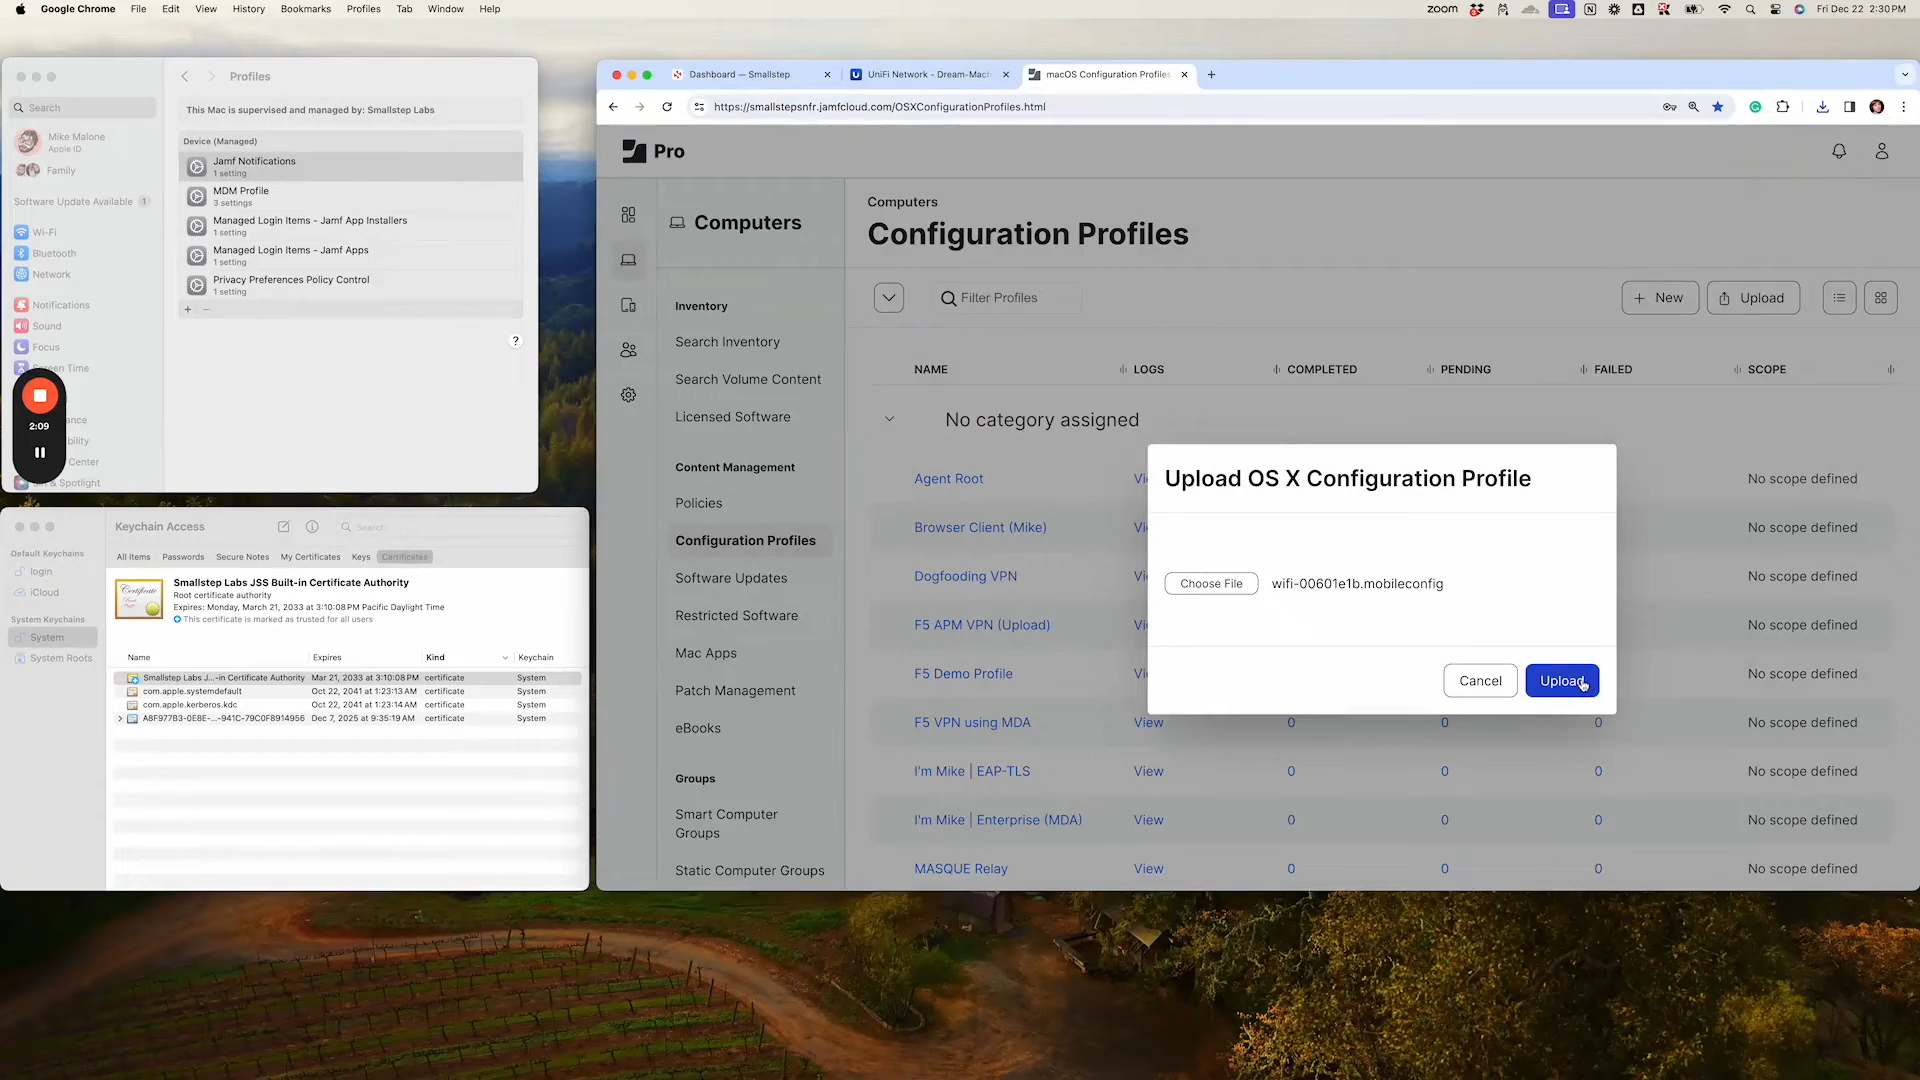 Google Chrome File Edit View History Bookmarks Profiles Tab Window Help
zoom Fri Dec 22 2:30PM
Search
Mike Malone
Apple ID
Family
Software Update Available 1
Wi-Fi
Bluetooth
Network
Notifications
Sound
Focus
Screen Time
2:09
& Spotlight
Profiles
This Mac is supervised and managed by: Smallstep Labs
Device (Managed)
Jamf Notifications
1 setting
MDM Profile
3 settings
Managed Login Items - Jamf App Installers
1 setting
Managed Login Items - Jamf Apps
1 setting
Privacy Preferences Policy Control
1 setting
+ −
?
Keychain Access
Search
Default Keychains
login
iCloud
System Keychains
System
System Roots
All Items Passwords Secure Notes My Certificates Keys Certificates
Certificate
Smallstep Labs JSS Built-in Certificate Authority
Root certificate authority
Expires: Monday, March 21, 2033 at 3:10:08 PM Pacific Daylight Time
This certificate is marked as trusted for all users
Name Expires Kind Keychain
Smallstep Labs J...-in Certificate Authority Mar 21, 2033 at 3:10:08 PM certificate System
com.apple.systemdefault Oct 22, 2041 at 1:23:13 AM certificate System
com.apple.kerberos.kdc Oct 22, 2041 at 1:23:14 AM certificate System
A8F977B3-0E8E-...-941C-79C0F8914956 Dec 7, 2025 at 9:35:19 AM certificate System
Dashboard — Smallstep
UniFi Network - Dream-Mach
macOS Configuration Profiles
https://smallstepsnfr.jamfcloud.com/OSXConfigurationProfiles.html
Pro
Computers
Inventory
Search Inventory
Search Volume Content
Licensed Software
Content Management
Policies
Configuration Profiles
Software Updates
Restricted Software
Mac Apps
Patch Management
eBooks
Groups
Smart Computer
Groups
Static Computer Groups
Computers
Configuration Profiles
Filter Profiles
+ New
Upload
NAME LOGS COMPLETED PENDING FAILED SCOPE
No category assigned
Agent Root No scope defined
Browser Client (Mike) No scope defined
Dogfooding VPN No scope defined
F5 APM VPN (Upload) No scope defined
F5 Demo Profile No scope defined
F5 VPN using MDA View 0 0 0 No scope defined
I'm Mike | EAP-TLS View 0 0 0 No scope defined
I'm Mike | Enterprise (MDA) View 0 0 0 No scope defined
MASQUE Relay View 0 0 0 No scope defined
Upload OS X Configuration Profile
Choose File wifi-00601e1b.mobileconfig
Cancel Upload